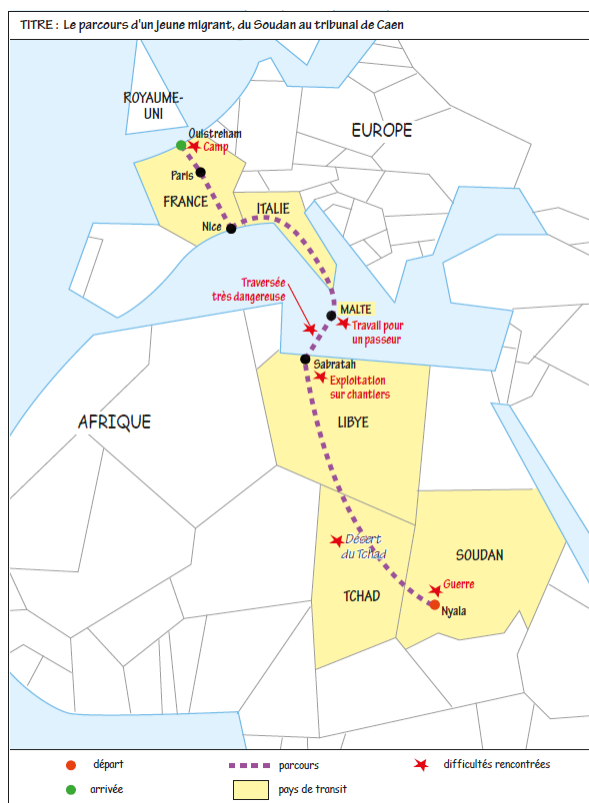 TITRE : Le parcours d'un jeune migrant, du Soudan au tribunal de Caen
ROYAUME-
UNI
EUROPE
Ouistreham
Camp
Paris
FRANCE
ITALIE
Nice
Traversée
très dangereuse
MALTE
Travail pour
un passeur
Sabratah
Exploitation
sur chantiers
AFRIQUE
LIBYE
Désert
du Tchad
SOUDAN
TCHAD
Guerre
Nyala
départ
parcours
difficultés rencontrées
arrivée
pays de transit